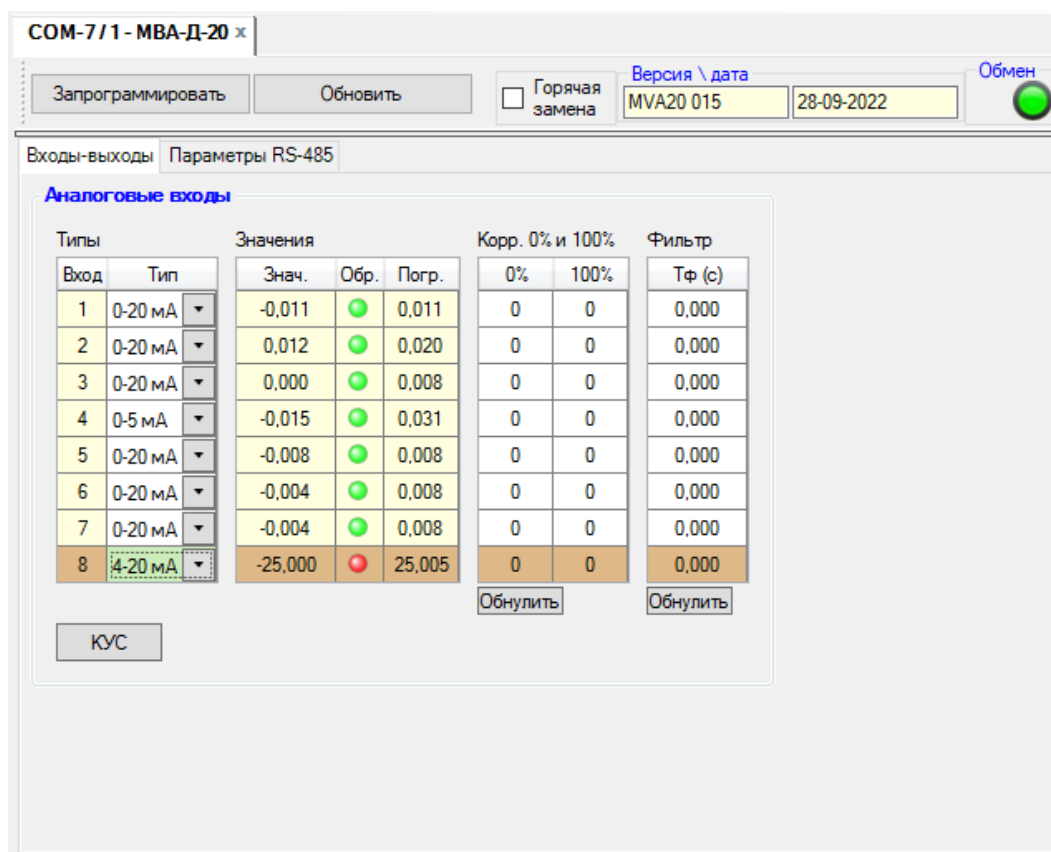 COM-7 / 1 - МВА-Д-20 x
Запрограммировать Обновить Горячая замена Версия \ дата MVA20 015 28-09-2022 Обмен
Входы-выходы Параметры RS-485
Аналоговые входы
Типы Значения Корр. 0% и 100% Фильтр
Вход Тип Знач. Обр. Погр. 0% 100% Тф (с)
1 0-20 мА -0,011 0,011 0 0 0,000
2 0-20 мА 0,012 0,020 0 0 0,000
3 0-20 мА 0,000 0,008 0 0 0,000
4 0-5 мА -0,015 0,031 0 0 0,000
5 0-20 мА -0,008 0,008 0 0 0,000
6 0-20 мА -0,004 0,008 0 0 0,000
7 0-20 мА -0,004 0,008 0 0 0,000
8 4-20 мА -25,000 25,005 0 0 0,000
Обнулить Обнулить
КУС